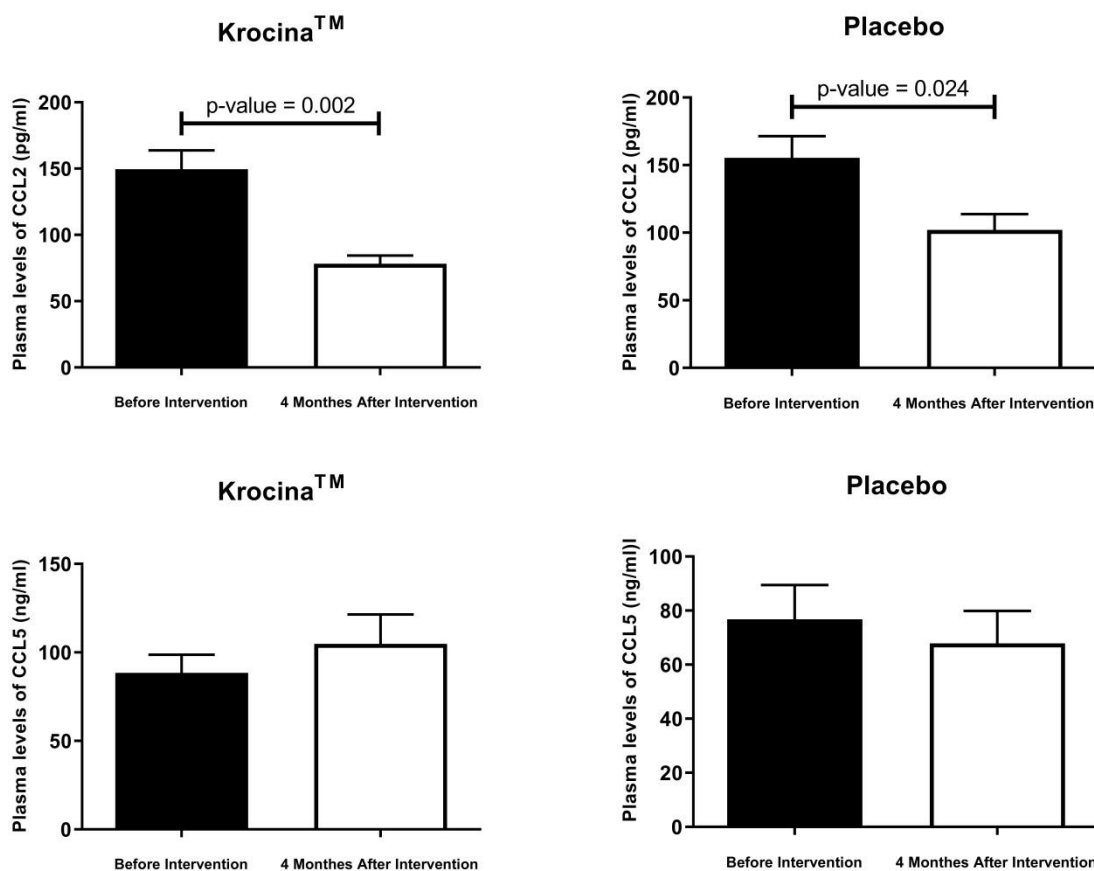 Krocina™
Plasma levels of CCL2 (pg/ml)
200
150
100
50
0
p-value = 0.002
Before Intervention
4 Monthes After Intervention
Placebo
Plasma levels of CCL2 (pg/ml)
200
150
100
50
0
p-value = 0.024
Before Intervention
4 Monthes After Intervention
Krocina™
Plasma levels of CCL5 (ng/ml)
150
100
50
0
Before Intervention
4 Monthes After Intervention
Placebo
Plasma levels of CCL5 (ng/ml)l
100
80
60
40
20
0
Before Intervention
4 Monthes After Intervention